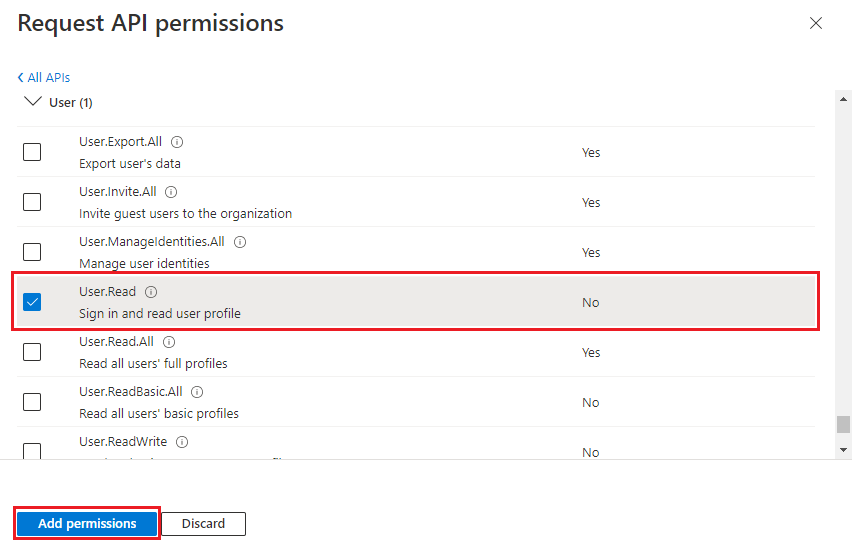 Request API permissions
All APIs
User (1)
User.Export.All
Export user's data
Yes
User.Invite.All
Invite guest users to the organization
Yes
User.ManageIdentities.All
Manage user identities
Yes
User.Read
Sign in and read user profile
No
User.Read.All
Read all users' full profiles
Yes
User.ReadBasic.All
Read all users' basic profiles
No
User.ReadWrite
No
Add permissions
Discard